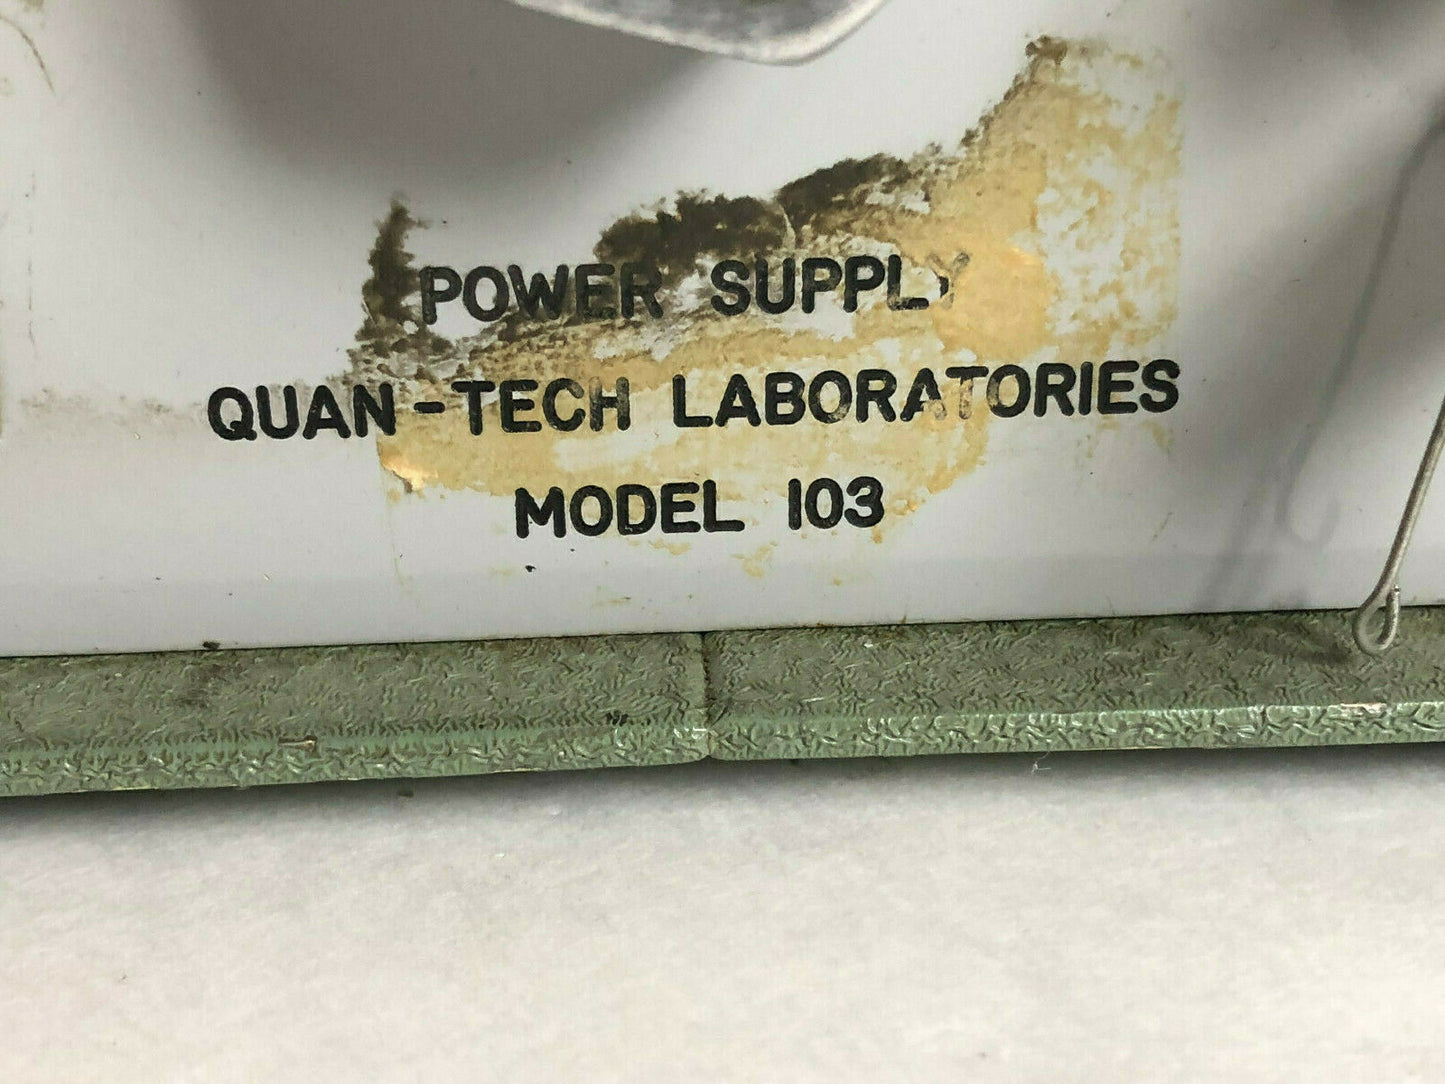 POWER SUPPLY
QUAN-TECH LABORATORIES
MODEL 103